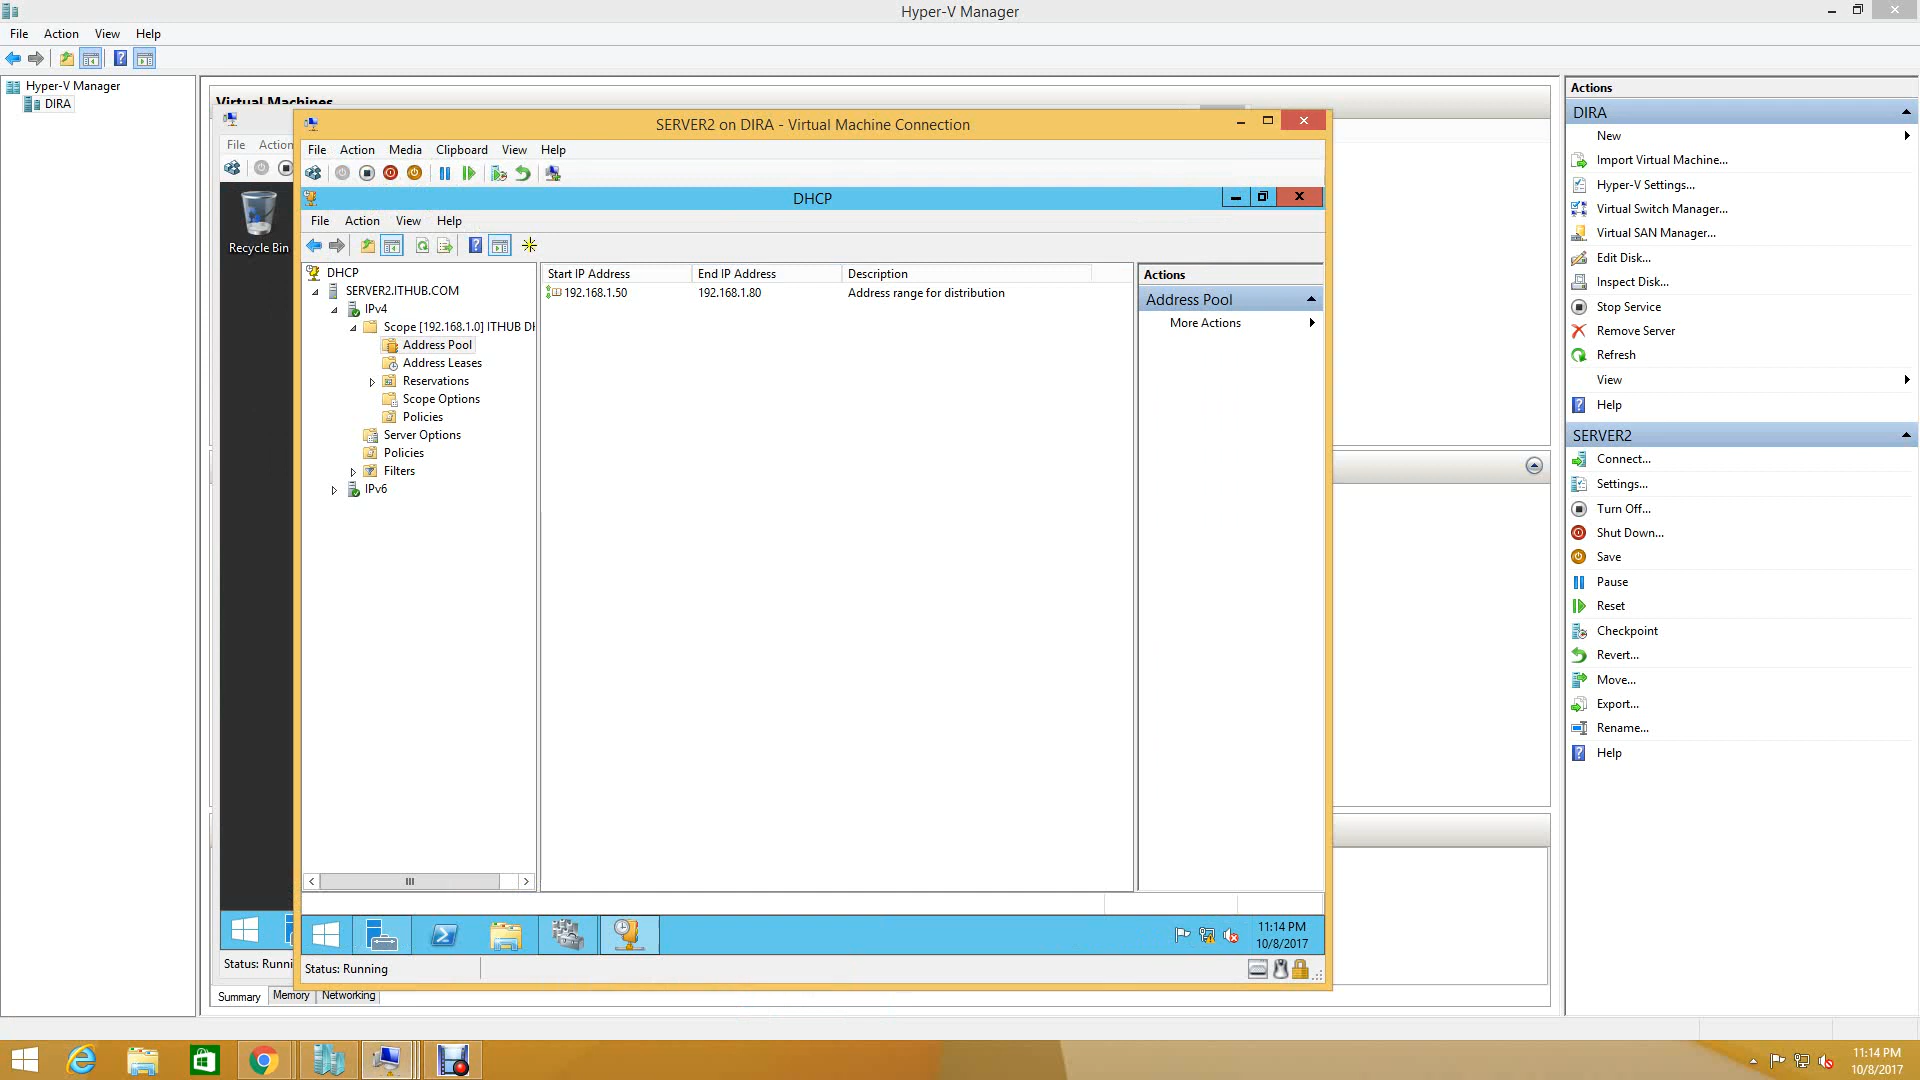 Hyper-V Manager
File Action View Help
Hyper-V Manager
DIRA
Virtual Machines
File Action
Recycle Bin
Status: Runni
Summary Memory Networking
SERVER2 on DIRA - Virtual Machine Connection
File Action Media Clipboard View Help
DHCP
File Action View Help
DHCP
SERVER2.ITHUB.COM
IPv4
Scope [192.168.1.0] ITHUB DI
Address Pool
Address Leases
Reservations
Scope Options
Policies
Server Options
Policies
Filters
IPv6
Start IP Address End IP Address Description
192.168.1.50 192.168.1.80 Address range for distribution
Actions
Address Pool
More Actions
11:14 PM
10/8/2017
Status: Running
Actions
DIRA
New
Import Virtual Machine...
Hyper-V Settings...
Virtual Switch Manager...
Virtual SAN Manager...
Edit Disk...
Inspect Disk...
Stop Service
Remove Server
Refresh
View
Help
SERVER2
Connect...
Settings...
Turn Off...
Shut Down...
Save
Pause
Reset
Checkpoint
Revert...
Move...
Export...
Rename...
Help
11:14 PM
10/8/2017